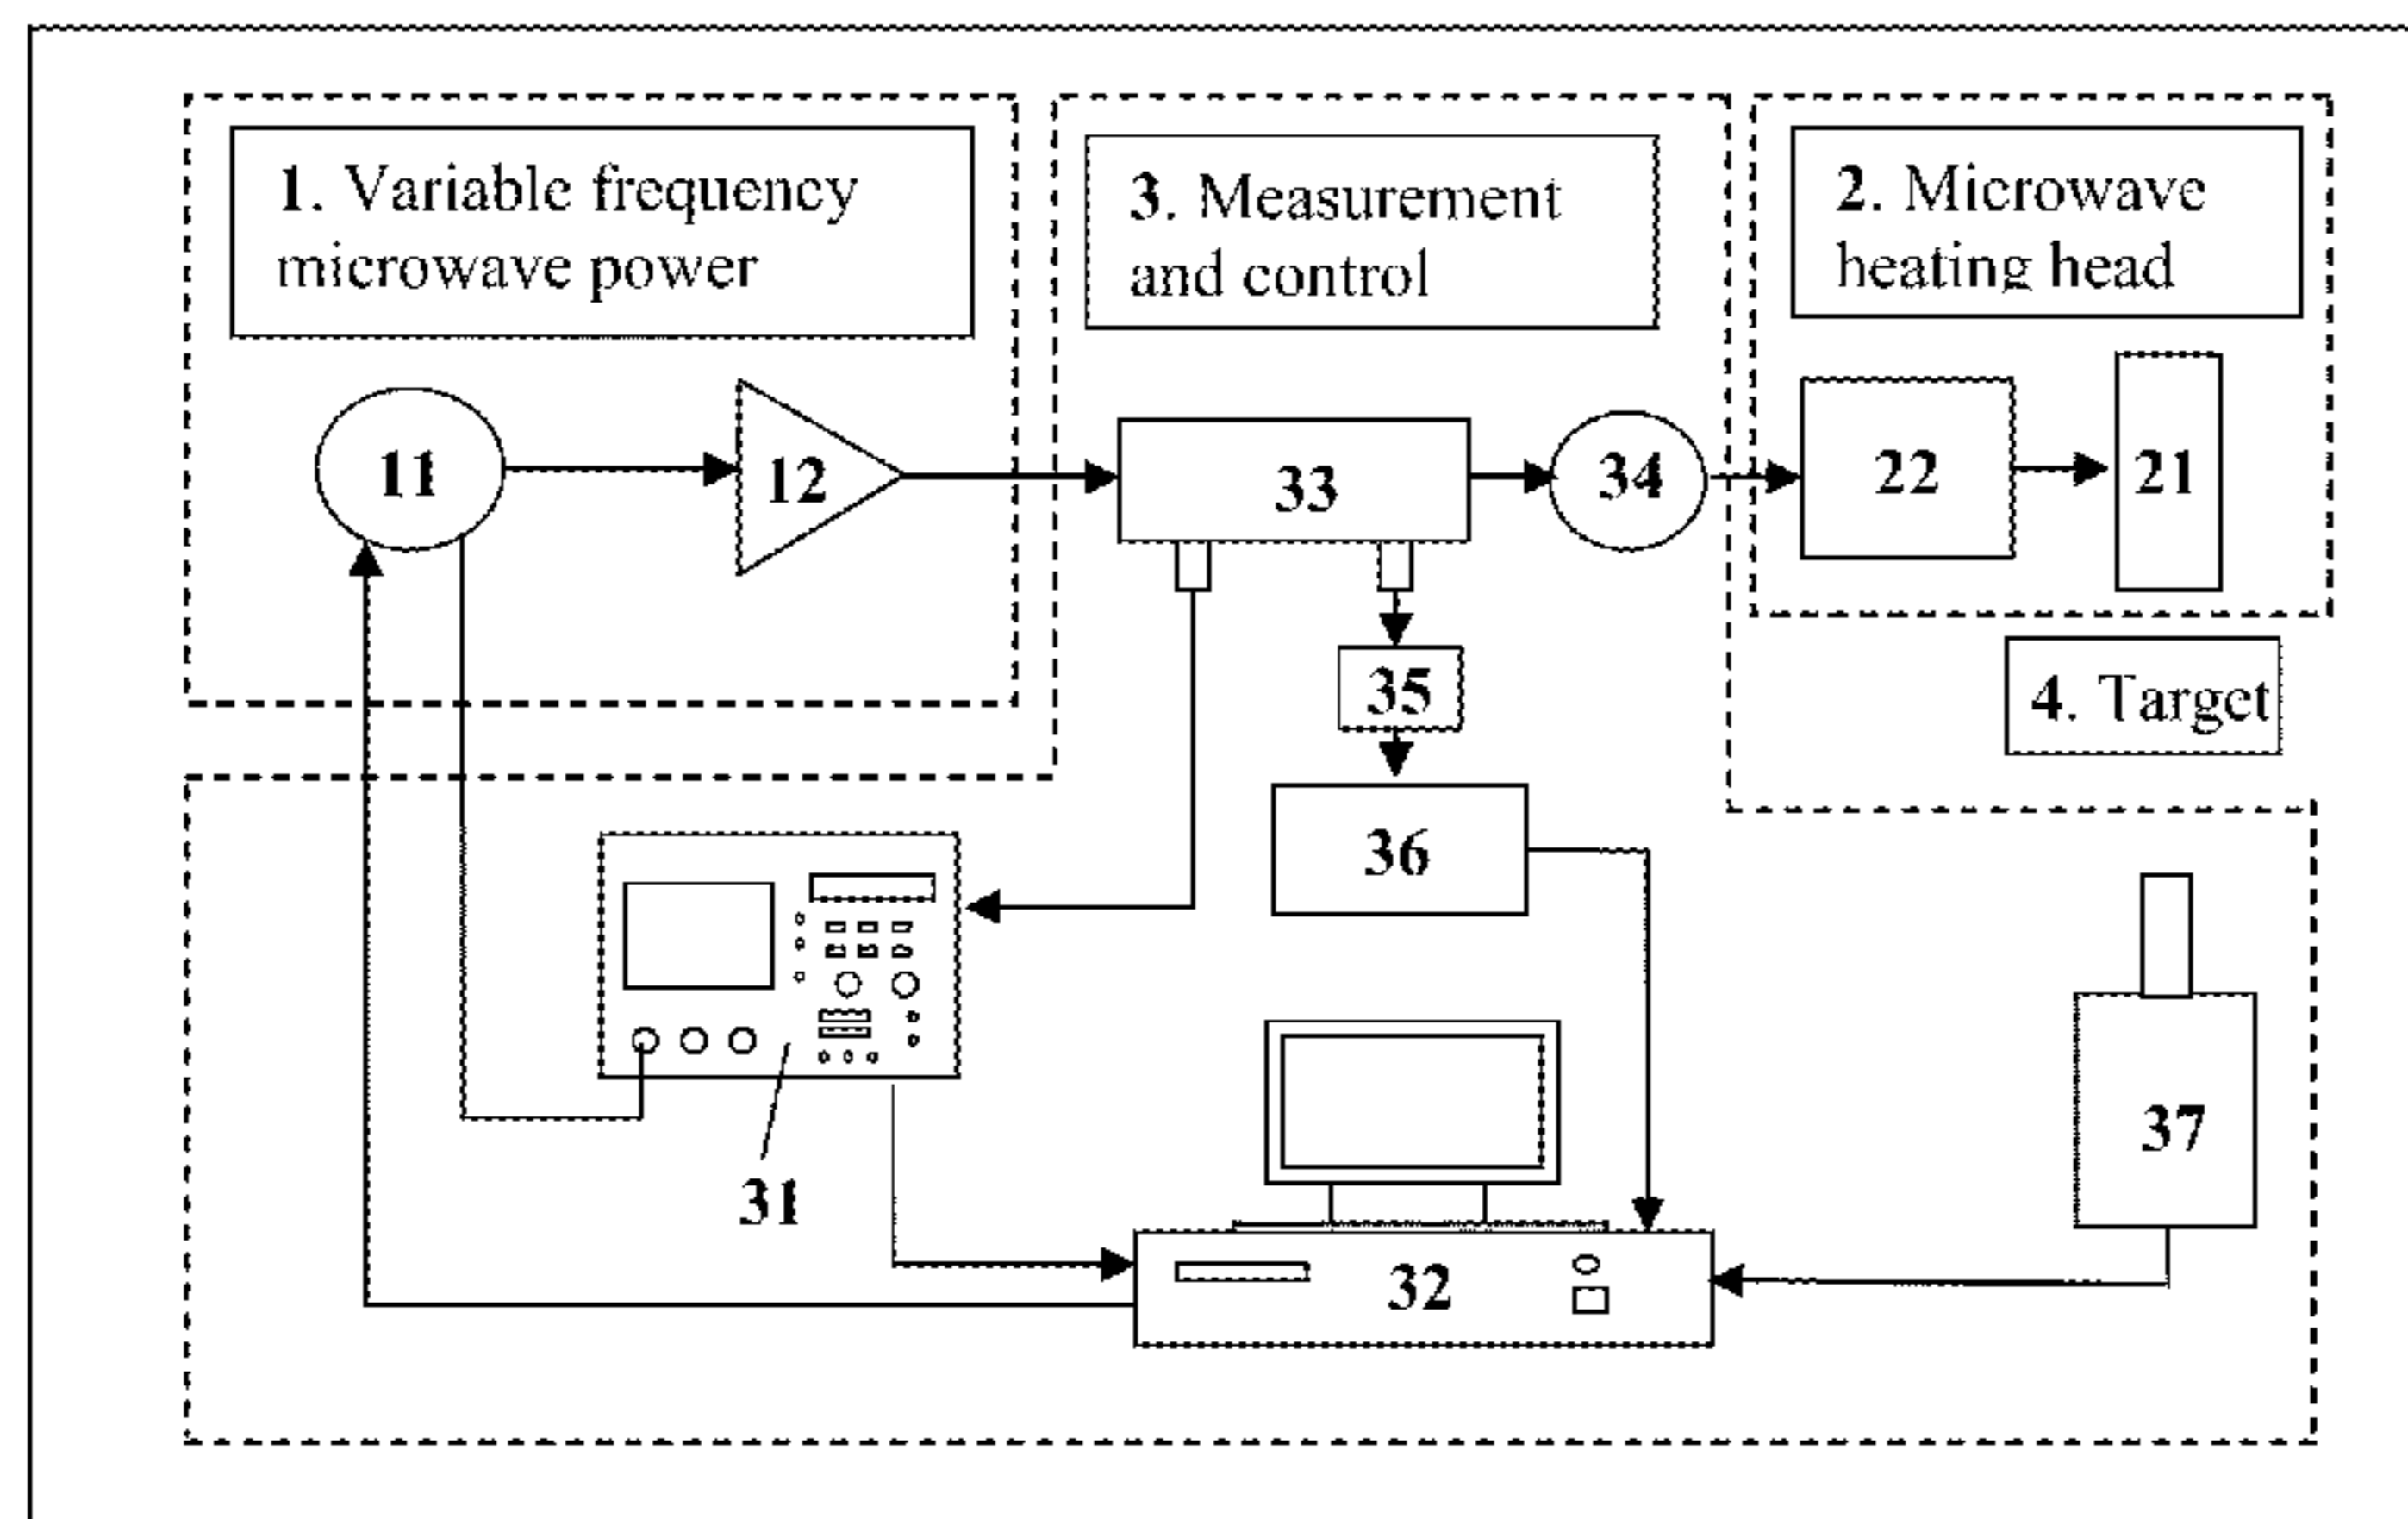 1. Variable frequency
microwave power
3. Measurement
and control
2. Microwave
heating head
11
12
33
34
22
21
35
4. Target
36
37
31
32